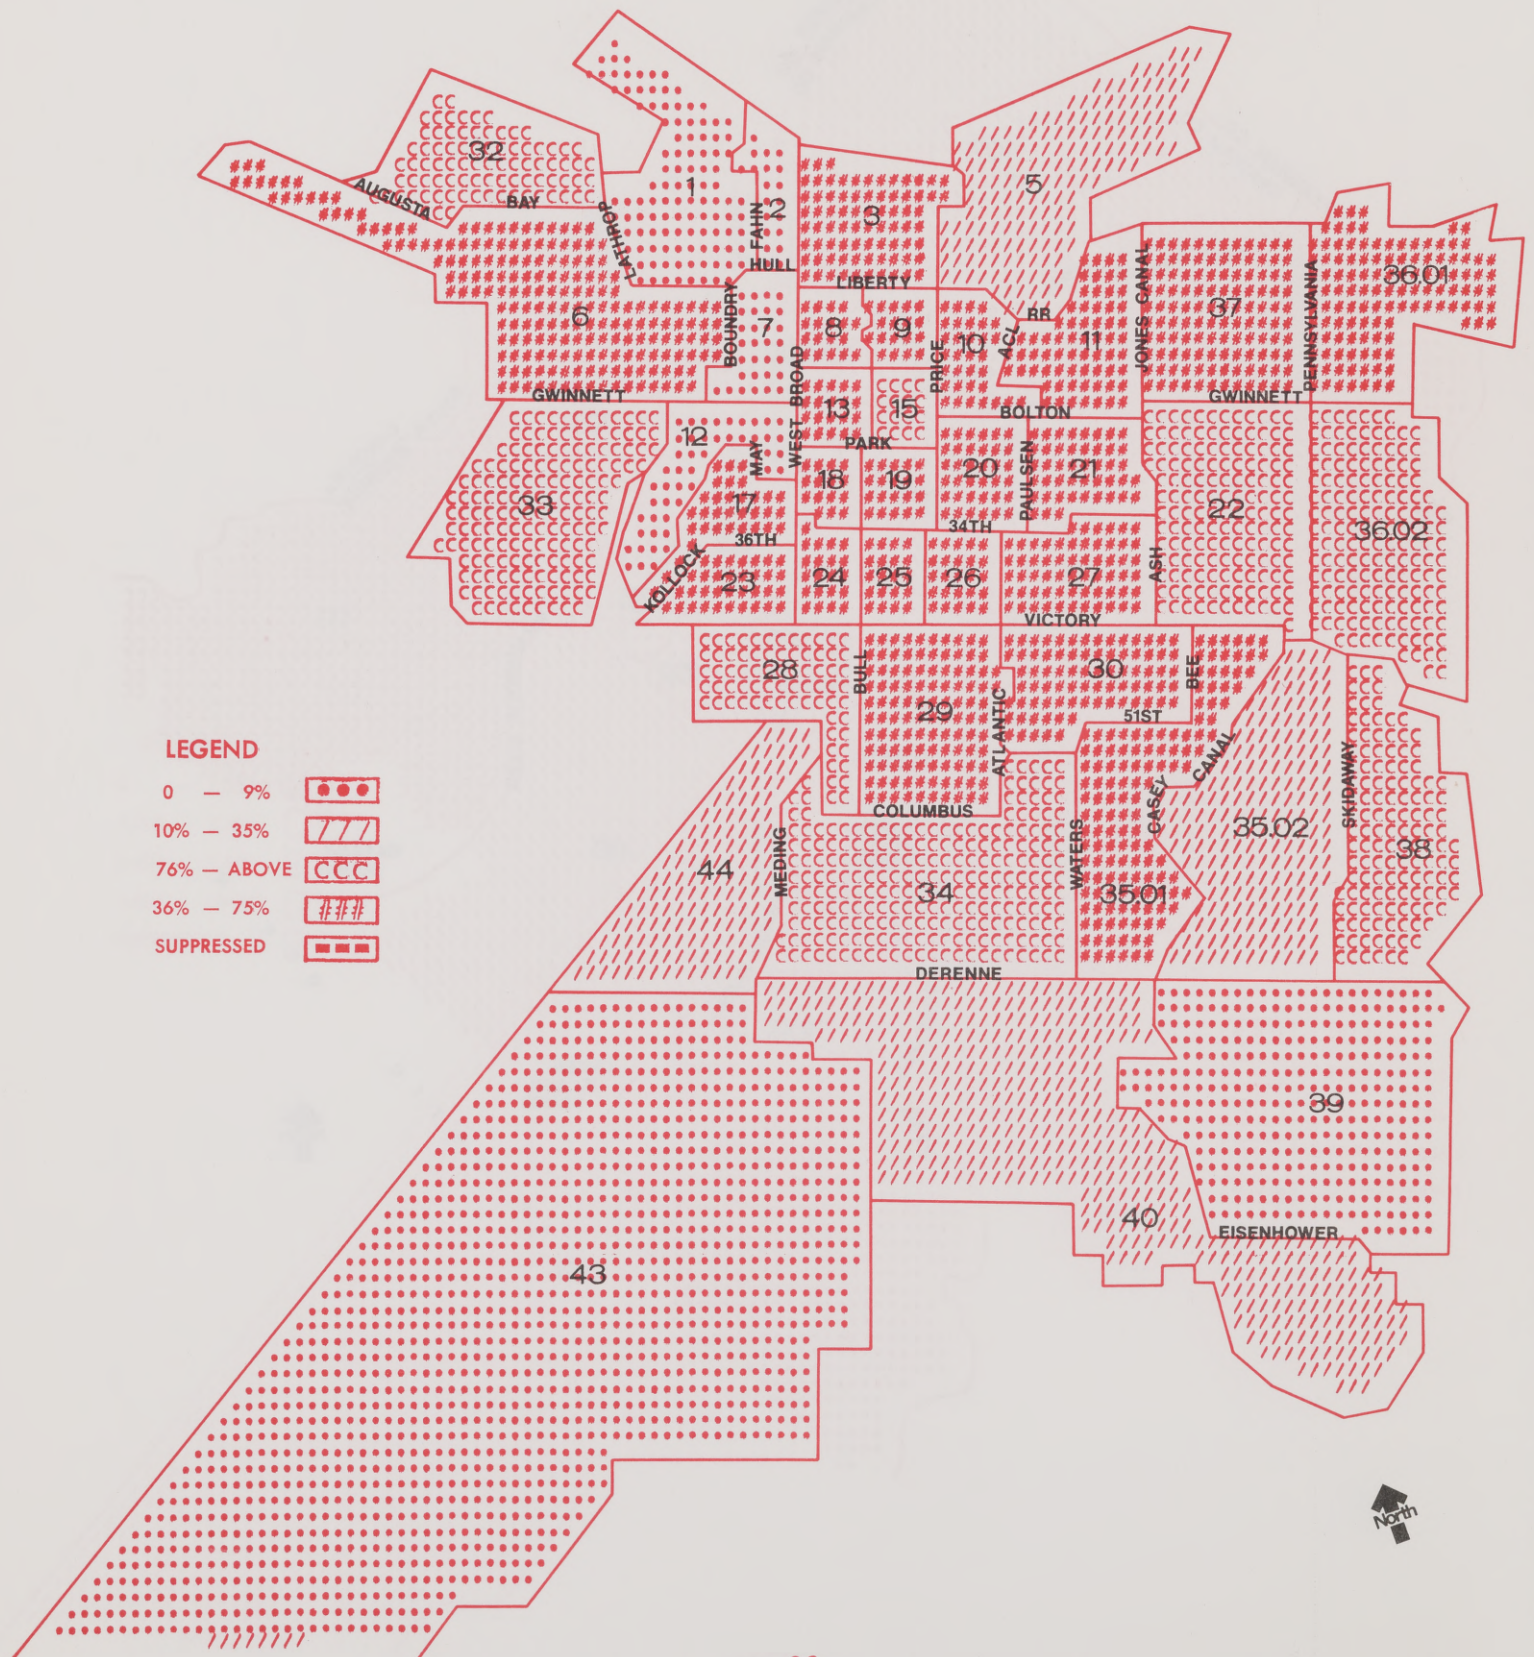 32
1
5
AUGUSTA
BAY
LATHROP
FAHN
2
3
HULL
LIBERTY
JONES CANAL
PENNSYLVANIA
36.01
6
BOUNDRY
7
8
9
10
ACL
RR
11
37
WEST BROAD
PRICE
GWINNETT
GWINNETT
13
15
BOLTON
12
MAY
PARK
33
17
18
19
20
PAULSEN
21
22
36.02
36TH
34TH
KOLLOCK
23
24
25
26
27
ASH
VICTORY
28
BULL
29
ATLANTIC
30
BEE
51ST
CANAL
CASEY
SKIDAWAY
COLUMBUS
MEDING
WATERS
35.02
38
44
34
35.01
DERENNE
LEGEND
0 — 9%
10% — 35%
76% — ABOVE CCC
36% — 75%
SUPPRESSED
39
40
EISENHOWER
43
North